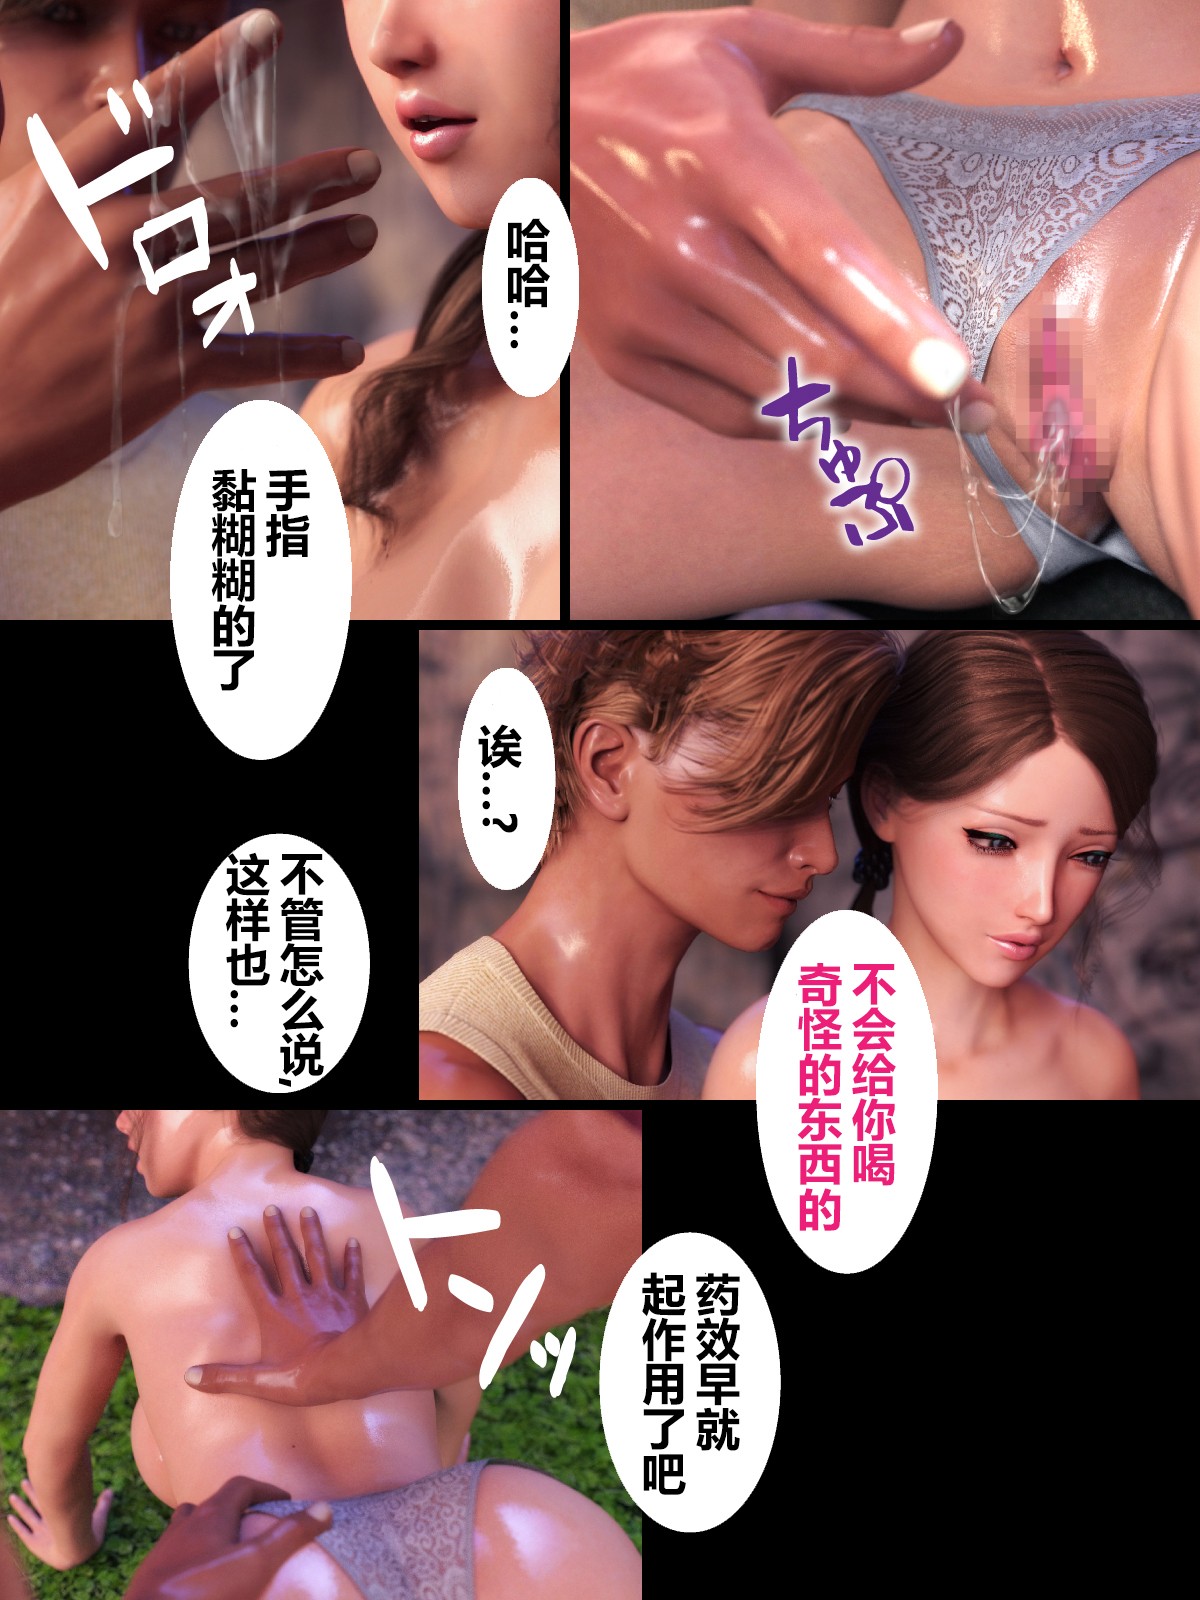 ちゅぷ
哈哈…
ドロォ
手指
黏糊糊的了
诶…?
不会给你喝
奇怪的东西的
不管怎么说,
这样也…
药效早就
起作用了吧
トンッ